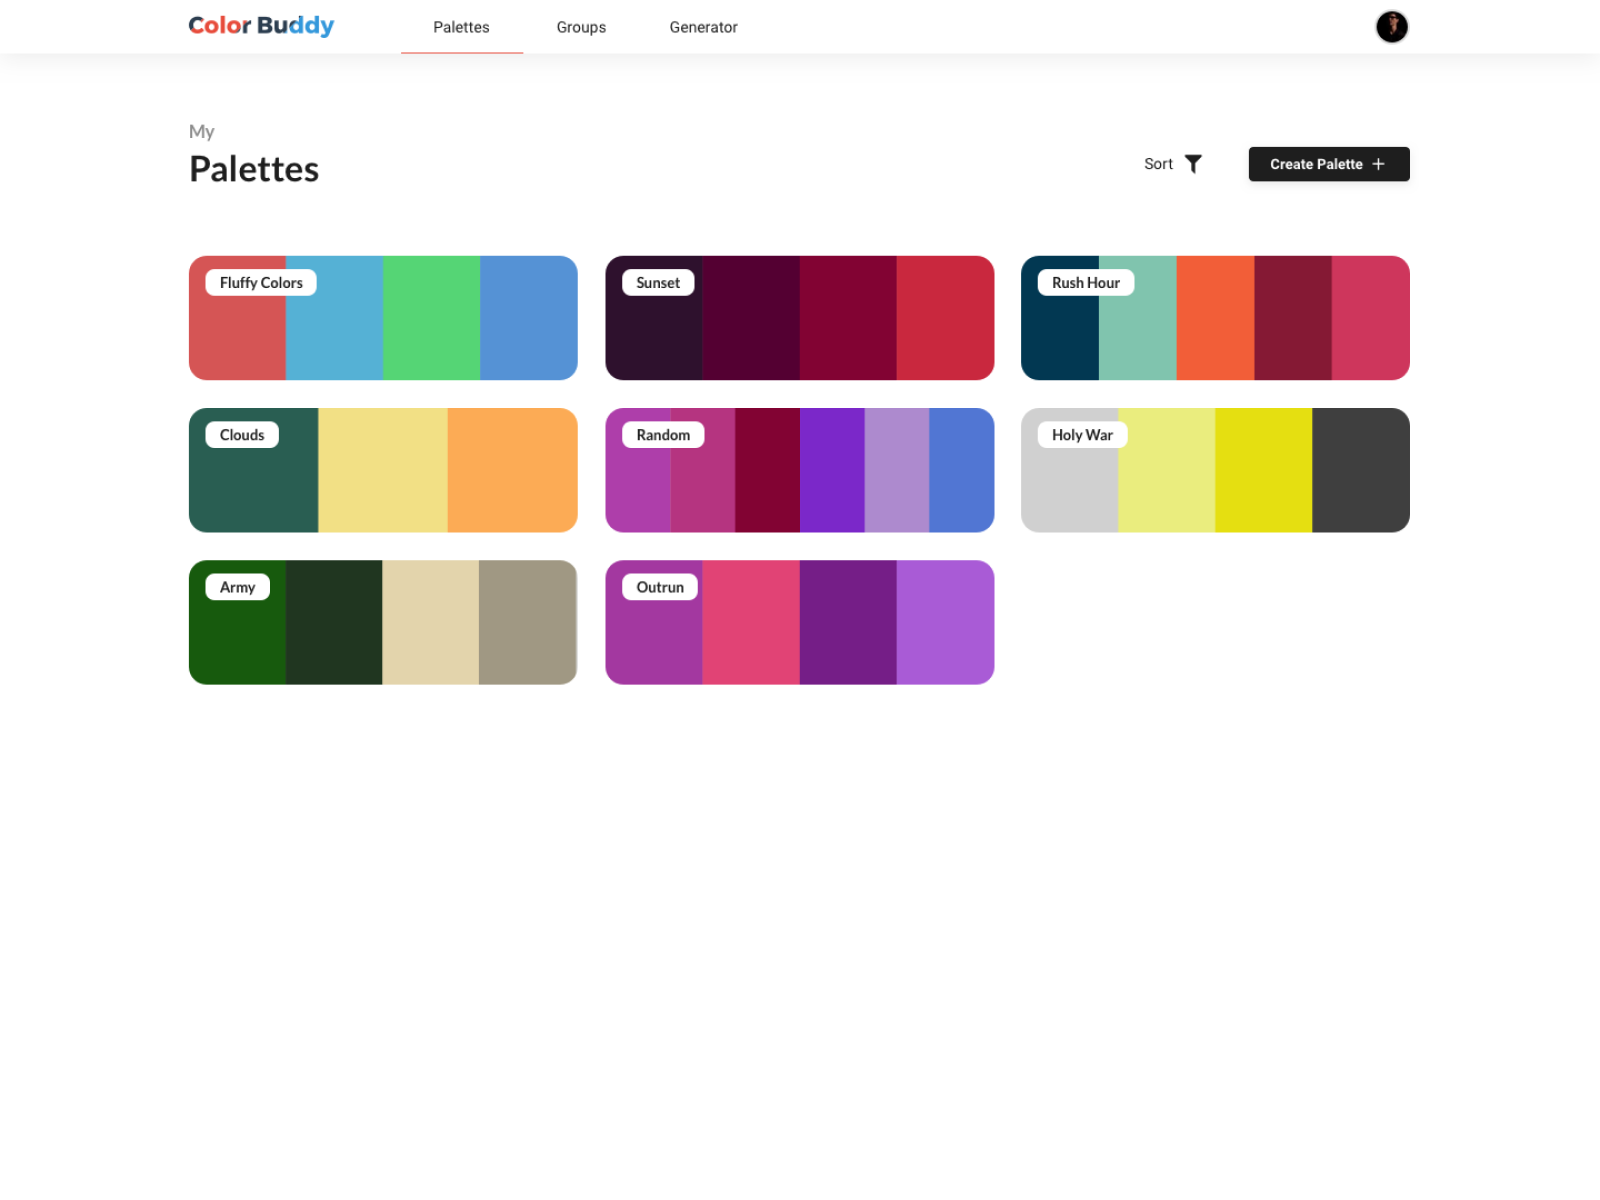 Color Buddy Palettes Groups Generator
My
Palettes
Sort Create Palette +
Fluffy Colors Sunset Rush Hour
Clouds Random Holy War
Army Outrun